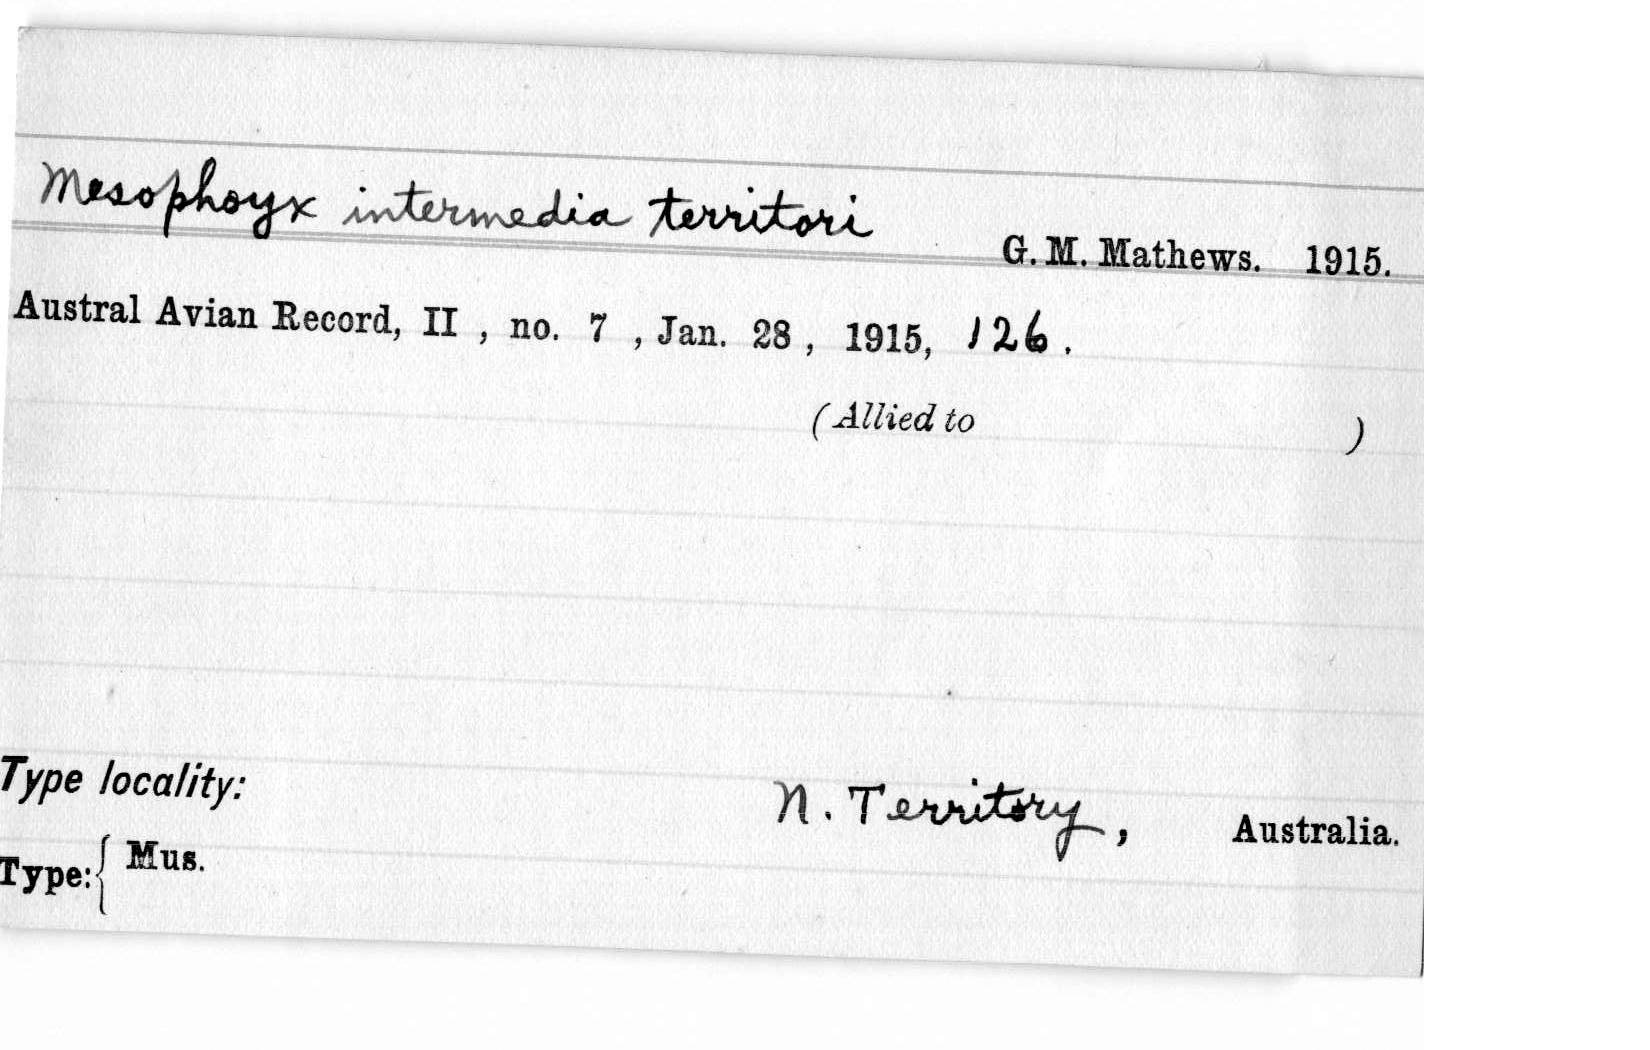 Mesophoyx intermedia territori G. M. Mathews. 1915.
Austral Avian Record, II , no. 7 , Jan. 28 , 1915, 126 .
(Allied to )
Type locality: N. Territory, Australia.
Type:{ Mus.